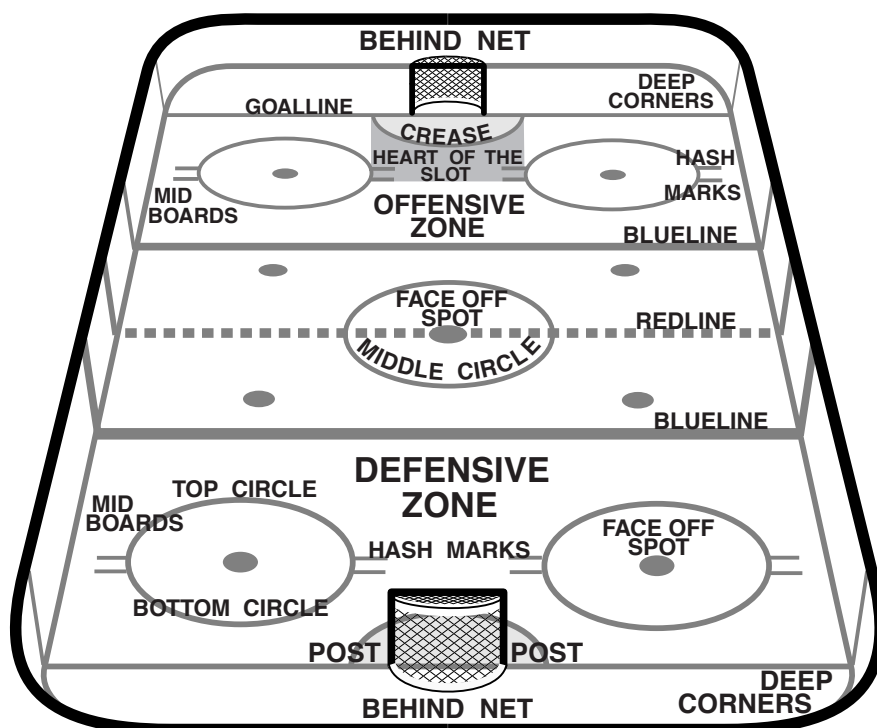 BEHIND NET
DEEP
CORNERS
GOALLINE
CREASE
HEART OF THE
SLOT
HASH
MARKS
MID
BOARDS
OFFENSIVE
ZONE
BLUELINE
FACE OFF
SPOT
REDLINE
MIDDLE CIRCLE
BLUELINE
DEFENSIVE
ZONE
TOP CIRCLE
MID
BOARDS
FACE OFF
SPOT
HASH MARKS
BOTTOM CIRCLE
POST
POST
DEEP
CORNERS
BEHIND NET